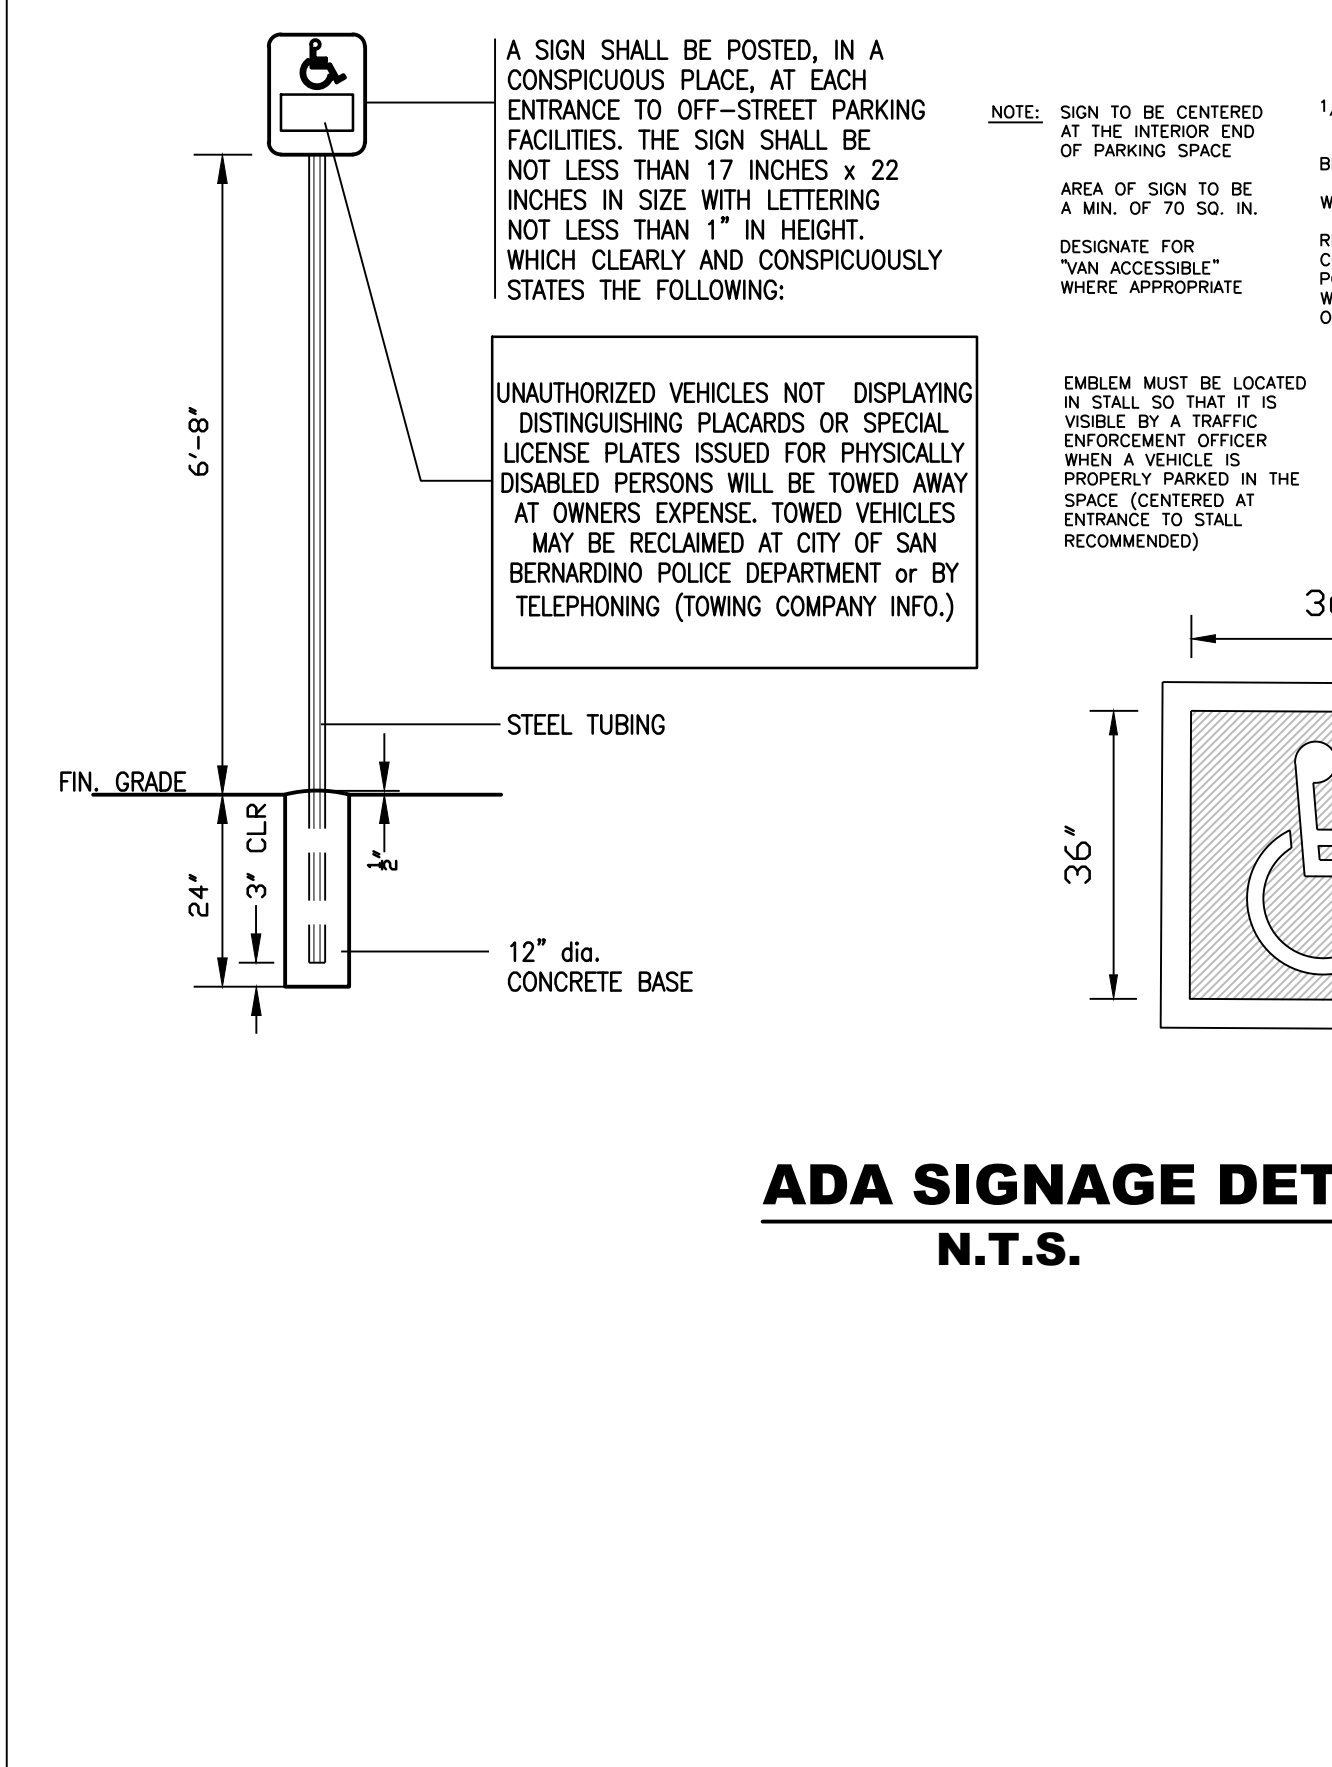 A SIGN SHALL BE POSTED, IN A
CONSPICUOUS PLACE, AT EACH
ENTRANCE TO OFF-STREET PARKING
FACILITIES. THE SIGN SHALL BE
NOT LESS THAN 17 INCHES x 22
INCHES IN SIZE WITH LETTERING
NOT LESS THAN 1" IN HEIGHT.
WHICH CLEARLY AND CONSPICUOUSLY
STATES THE FOLLOWING:
UNAUTHORIZED VEHICLES NOT DISPLAYING
DISTINGUISHING PLACARDS OR SPECIAL
LICENSE PLATES ISSUED FOR PHYSICALLY
DISABLED PERSONS WILL BE TOWED AWAY
AT OWNERS EXPENSE. TOWED VEHICLES
MAY BE RECLAIMED AT CITY OF SAN
BERNARDINO POLICE DEPARTMENT or BY
TELEPHONING (TOWING COMPANY INFO.)
6'-8"
STEEL TUBING
FIN. GRADE
3" CLR
24"
½"
12" dia.
CONCRETE BASE
NOTE: SIGN TO BE CENTERED
AT THE INTERIOR END
OF PARKING SPACE
AREA OF SIGN TO BE
A MIN. OF 70 SQ. IN.
DESIGNATE FOR
"VAN ACCESSIBLE"
WHERE APPROPRIATE
EMBLEM MUST BE LOCATED
IN STALL SO THAT IT IS
VISIBLE BY A TRAFFIC
ENFORCEMENT OFFICER
WHEN A VEHICLE IS
PROPERLY PARKED IN THE
SPACE (CENTERED AT
ENTRANCE TO STALL
RECOMMENDED)
36"
ADA SIGNAGE DET
N.T.S.